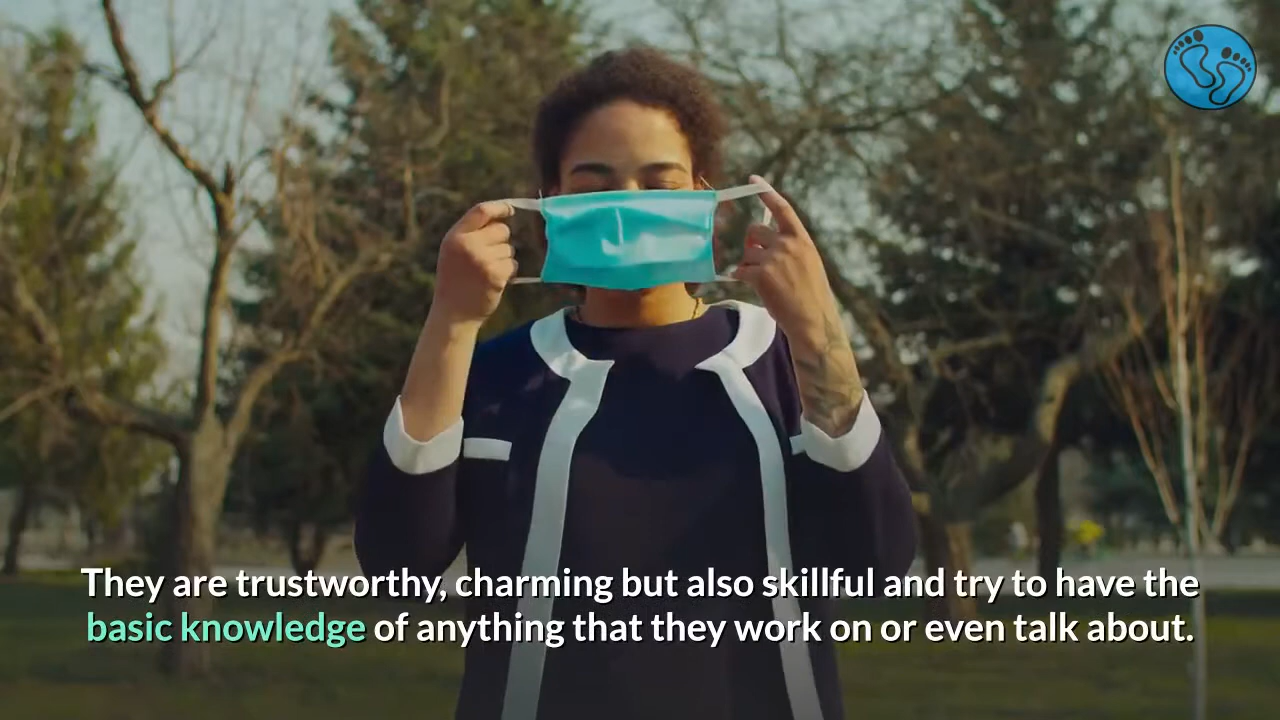 They are trustworthy, charming but also skillful and try to have the
basic knowledge of anything that they work on or even talk about.